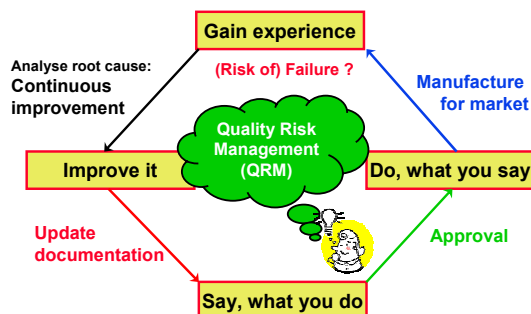 Gain experience
Analyse root cause:
Continuous
improvement
(Risk of) Failure ?
Manufacture
for market
Quality Risk
Management
(QRM)
Improve it
Do, what you say
Update
documentation
Approval
Say, what you do